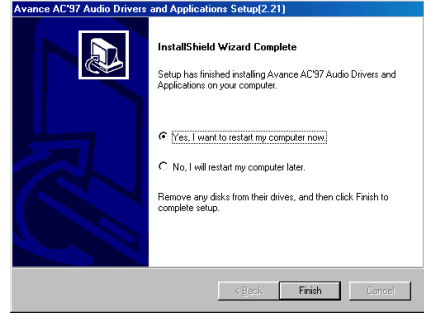 Avance AC'97 Audio Drivers and Applications Setup(2.21)
InstallShield Wizard Complete
Setup has finished installing Avance AC'97 Audio Drivers and
Applications on your computer.
Yes, I want to restart my computer now.
No, I will restart my computer later.
Remove any disks from their drives, and then click Finish to
complete setup.
< Back Finish Cancel